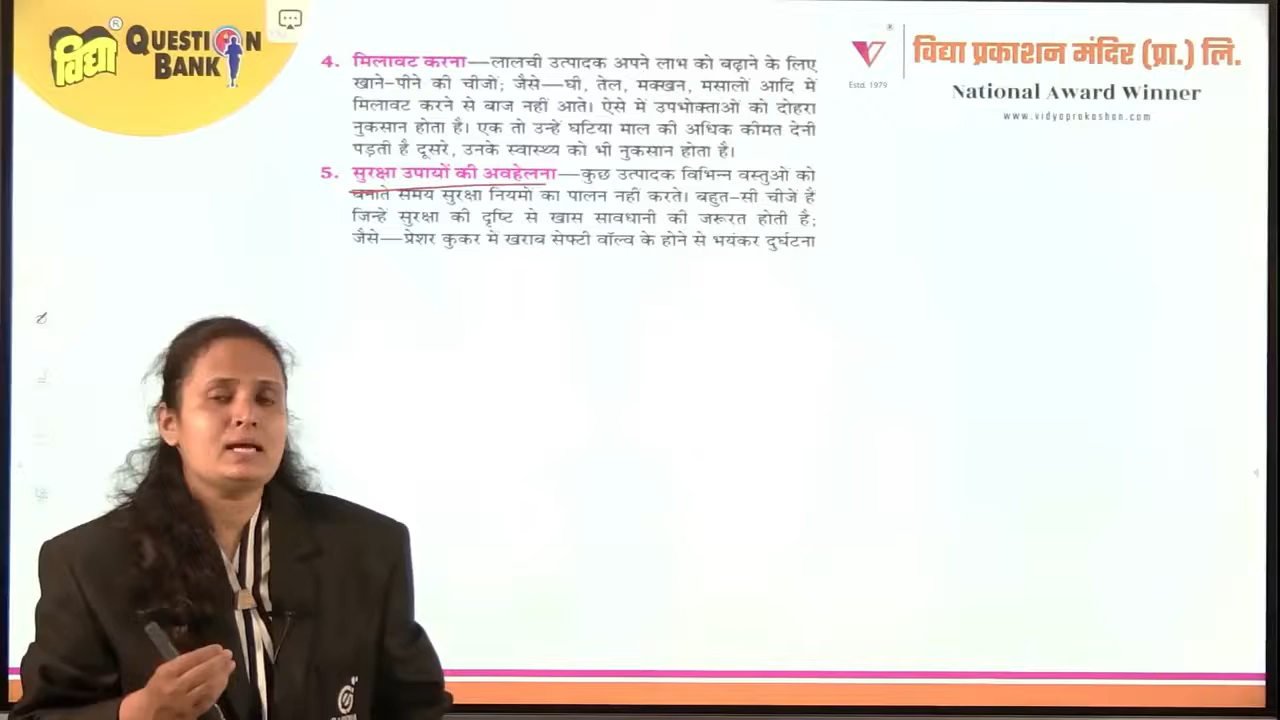 विद्या
®
QUESTION
BANK
4. मिलावट करना—लालची उत्पादक अपने लाभ को बढ़ाने के लिए
खाने-पीने की चीजों; जैसे—घी, तेल, मक्खन, मसालों आदि में
मिलावट करने से बाज नहीं आते। ऐसे में उपभोक्ताओं को दोहरा
नुकसान होता है। एक तो उन्हें घटिया माल की अधिक कीमत देनी
पड़ती है दूसरे, उनके स्वास्थ्य को भी नुकसान होता है।
5. सुरक्षा उपायों की अवहेलना—कुछ उत्पादक विभिन्न वस्तुओं को
बनाते समय सुरक्षा नियमों का पालन नहीं करते। बहुत-सी चीजें हैं
जिन्हें सुरक्षा की दृष्टि से खास सावधानी की जरूरत होती है;
जैसे—प्रेशर कुकर में खराब सेफ्टी वॉल्व के होने से भयंकर दुर्घटना
®
Estd. 1979
विद्या प्रकाशन मंदिर (प्रा.) लि.
National Award Winner
www.vidyaprakashan.com